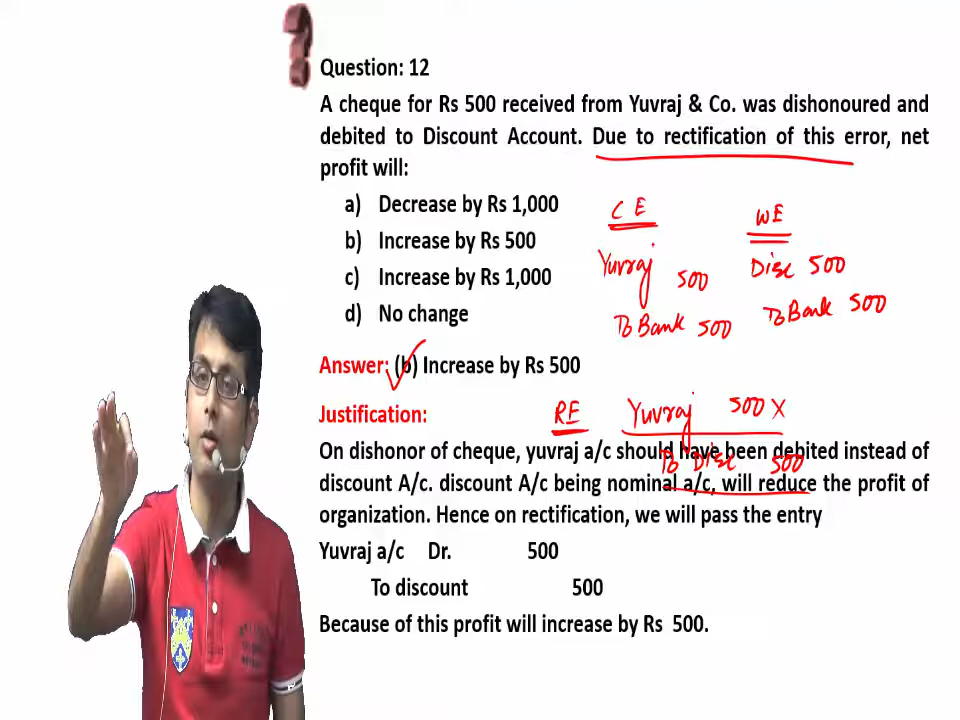 Question: 12
A cheque for Rs 500 received from Yuvraj & Co. was dishonoured and
debited to Discount Account. Due to rectification of this error, net
profit will:
a) Decrease by Rs 1,000
b) Increase by Rs 500
c) Increase by Rs 1,000
d) No change
C E
Yuvraj 500
To Bank 500
WE
Disc 500
To Bank 500
Answer: (b) Increase by Rs 500
Justification:
RE Yuvraj 500 X
To Disc 500
On dishonor of cheque, yuvraj a/c should have been debited instead of
discount A/c. discount A/c being nominal a/c, will reduce the profit of
organization. Hence on rectification, we will pass the entry
Yuvraj a/c Dr. 500
To discount 500
Because of this profit will increase by Rs 500.